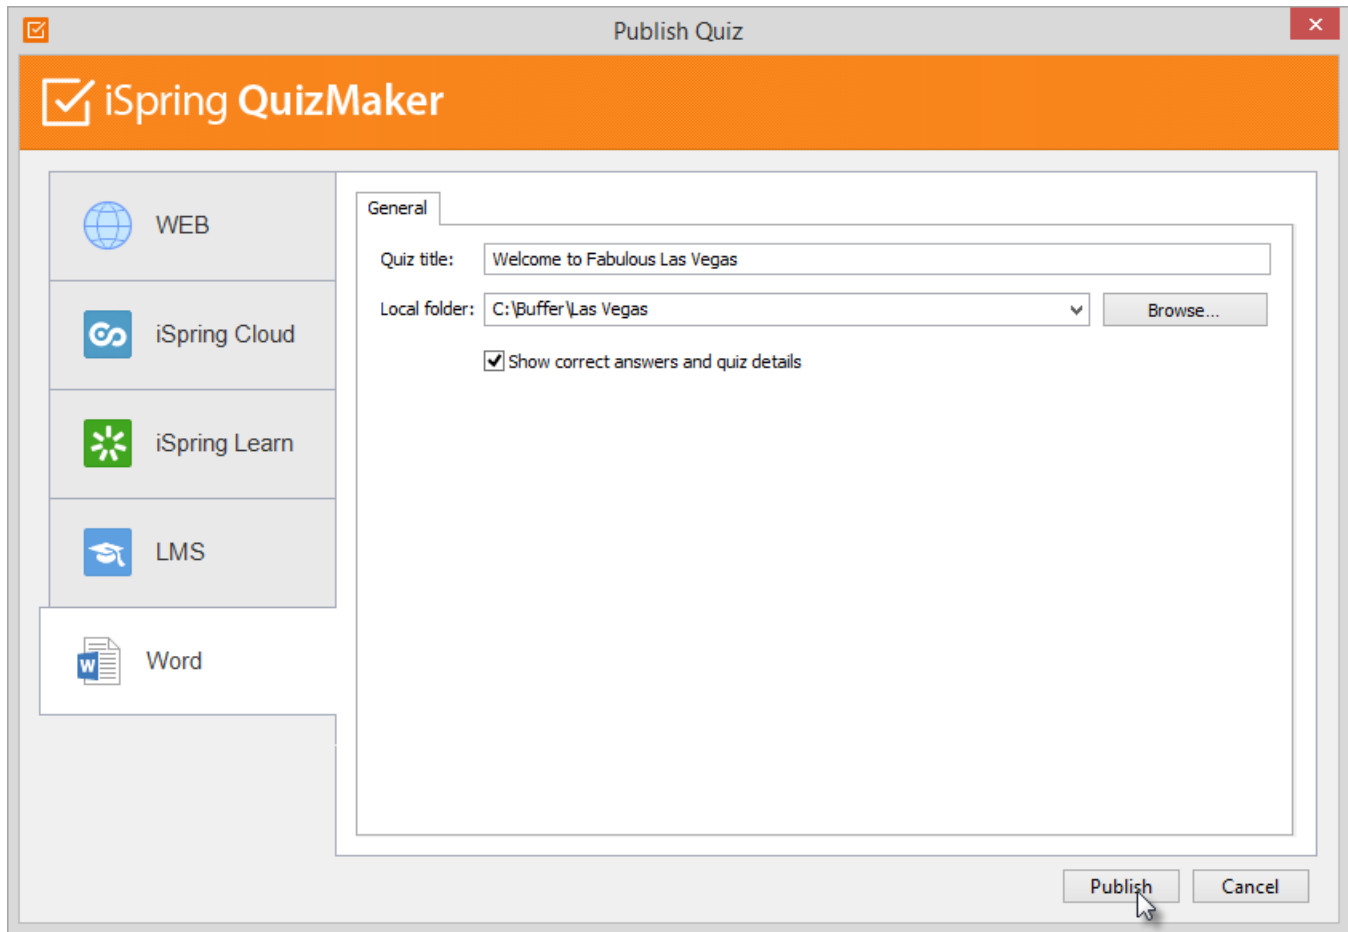 Publish Quiz
iSpring QuizMaker
WEB
iSpring Cloud
iSpring Learn
LMS
W
Word
General
Quiz title: Welcome to Fabulous Las Vegas
Local folder: C:\Buffer\Las Vegas Browse...
Show correct answers and quiz details
Publish Cancel